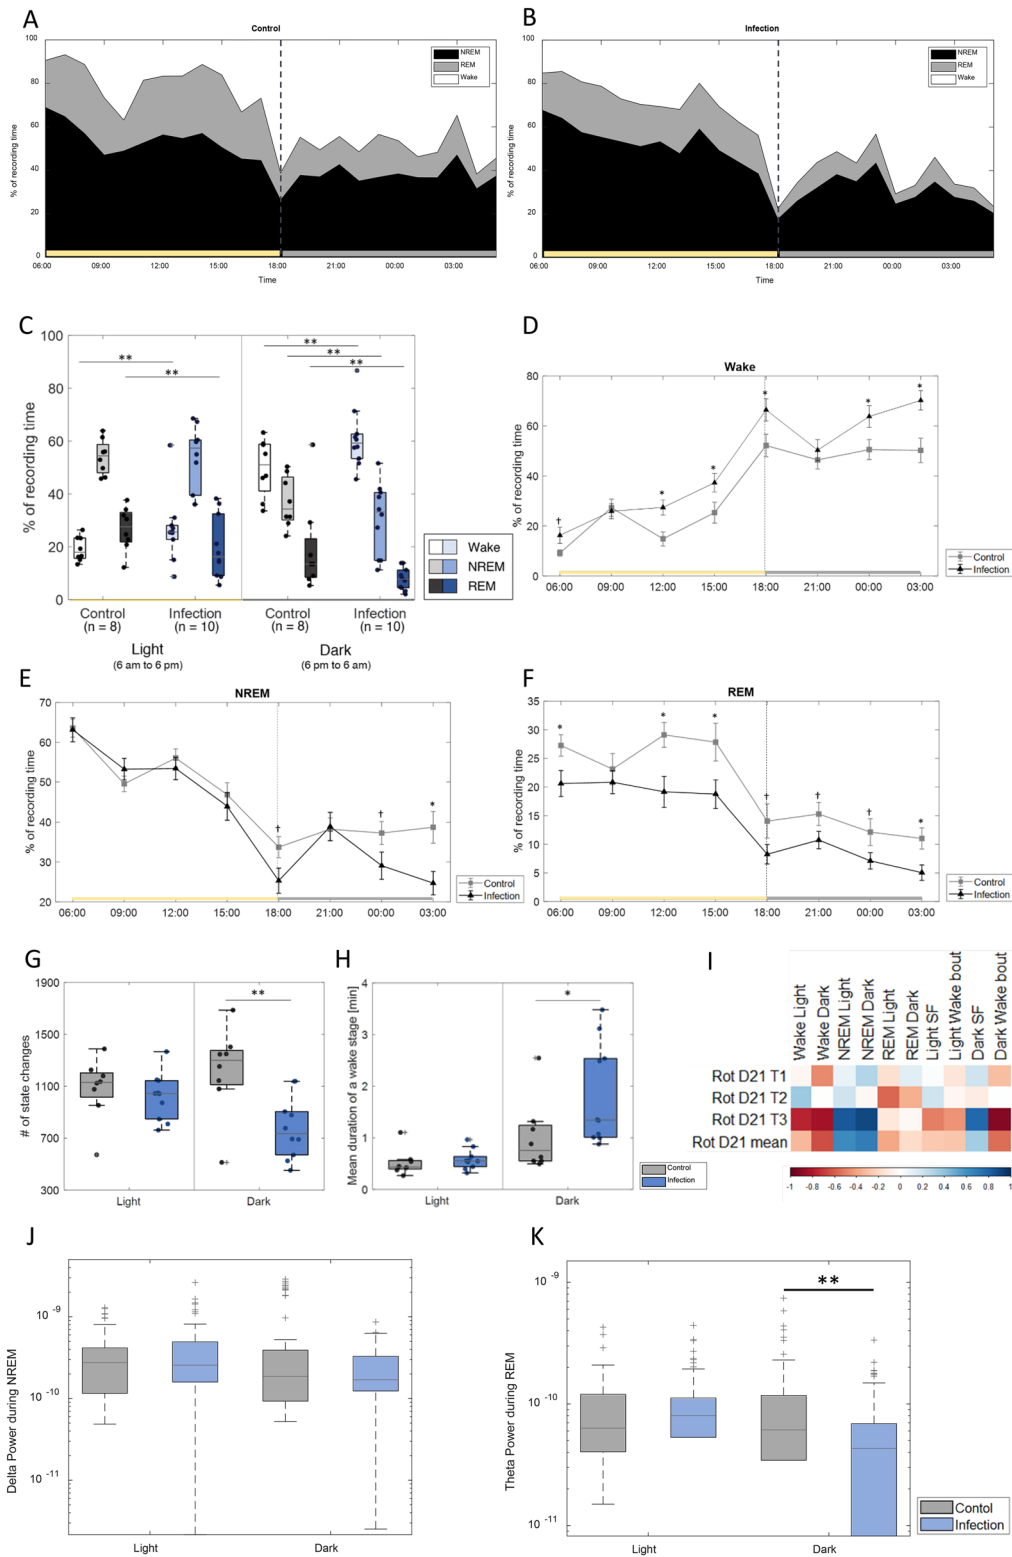 A
B
Control
Infection
NREM
REM
Wake
NREM
REM
Wake
% of recording time
100
80
60
40
20
0
06:00 09:00 12:00 15:00 18:00 21:00 00:00 03:00
Time
% of recording time
100
80
60
40
20
0
06:00 09:00 12:00 15:00 18:00 21:00 00:00 03:00
Time
C
% of recording time
100
80
60
40
20
0
** ** ** ** **
Wake
NREM
REM
Control Infection Control Infection
(n = 8) (n = 10) (n = 8) (n = 10)
Light Dark
(6 am to 6 pm) (6 pm to 6 am)
D
Wake
% of recording time
80
60
40
20
0
† * * * * *
06:00 09:00 12:00 15:00 18:00 21:00 00:00 03:00
Control
Infection
E
NREM
% of recording time
70
60
50
40
30
20
† † *
06:00 09:00 12:00 15:00 18:00 21:00 00:00 03:00
Control
Infection
F
REM
% of recording time
35
30
25
20
15
10
5
0
* * * † † † *
06:00 09:00 12:00 15:00 18:00 21:00 00:00 03:00
Control
Infection
G
# of state changes
1900
1500
1100
700
300
**
Light Dark
H
Mean duration of a wake stage [min]
4
3
2
1
0
*
Light Dark
Control
Infection
I
Wake Light
Wake Dark
NREM Light
NREM Dark
REM Light
REM Dark
Light SF
Light Wake bout
Dark SF
Dark Wake bout
Rot D21 T1
Rot D21 T2
Rot D21 T3
Rot D21 mean
-1 -0.8 -0.6 -0.4 -0.2 0 0.2 0.4 0.6 0.8 1
J
Delta Power during NREM
10 -9
10 -10
10 -11
Light Dark
K
Theta Power during REM
10 -9
10 -10
10 -11
**
Light Dark
Contol
Infection